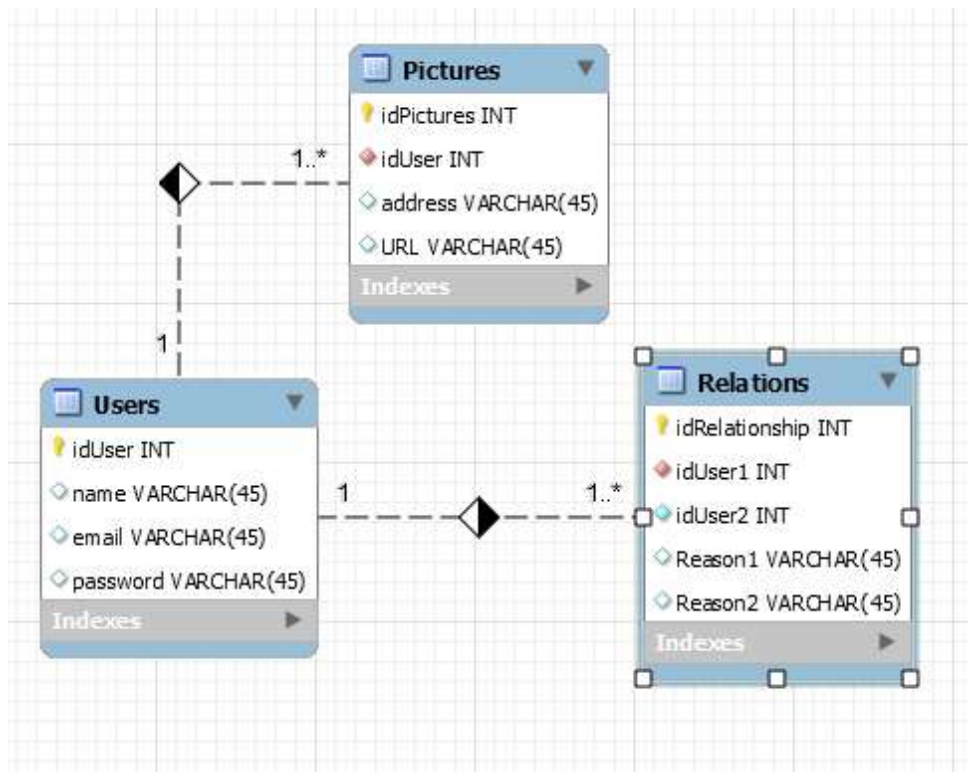 Pictures
idPictures INT
idUser INT
address VARCHAR(45)
URL VARCHAR(45)
Indexes
1..*
1
Users
idUser INT
name VARCHAR(45)
email VARCHAR(45)
password VARCHAR(45)
Indexes
1
1..*
Relations
idRelationship INT
idUser1 INT
idUser2 INT
Reason1 VARCHAR(45)
Reason2 VARCHAR(45)
Indexes